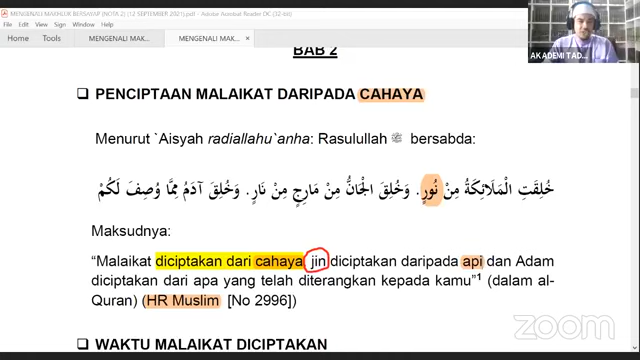 MENGENALI MAKHLUK BERSAYAP (NOTA 2) (12 SEPTEMBER 2021).pdf - Adobe Acrobat Reader DC (32-bit)
File Edit View Sign Window Help
Home Tools MENGENALI MAK... MENGENALI MAK... ×
AKADEMI TAD...
BAB 2
❑ PENCIPTAAN MALAIKAT DARIPADA CAHAYA
Menurut `Aisyah radiallahu'anha: Rasulullah ﷺ bersabda:
خُلِقَتِ الْمَلَائِكَةُ مِنْ نُورٍ. وَخُلِقَ الْجَانُّ مِنْ مَارِجٍ مِنْ نَارٍ. وَخُلِقَ آدَمُ مِمَّا وُصِفَ لَكُمْ
Maksudnya:
“Malaikat diciptakan dari cahaya jin diciptakan daripada api dan Adam
diciptakan dari apa yang telah diterangkan kepada kamu”¹ (dalam al-
Quran) (HR Muslim [No 2996])
❑ WAKTU MALAIKAT DICIPTAKAN
zoom